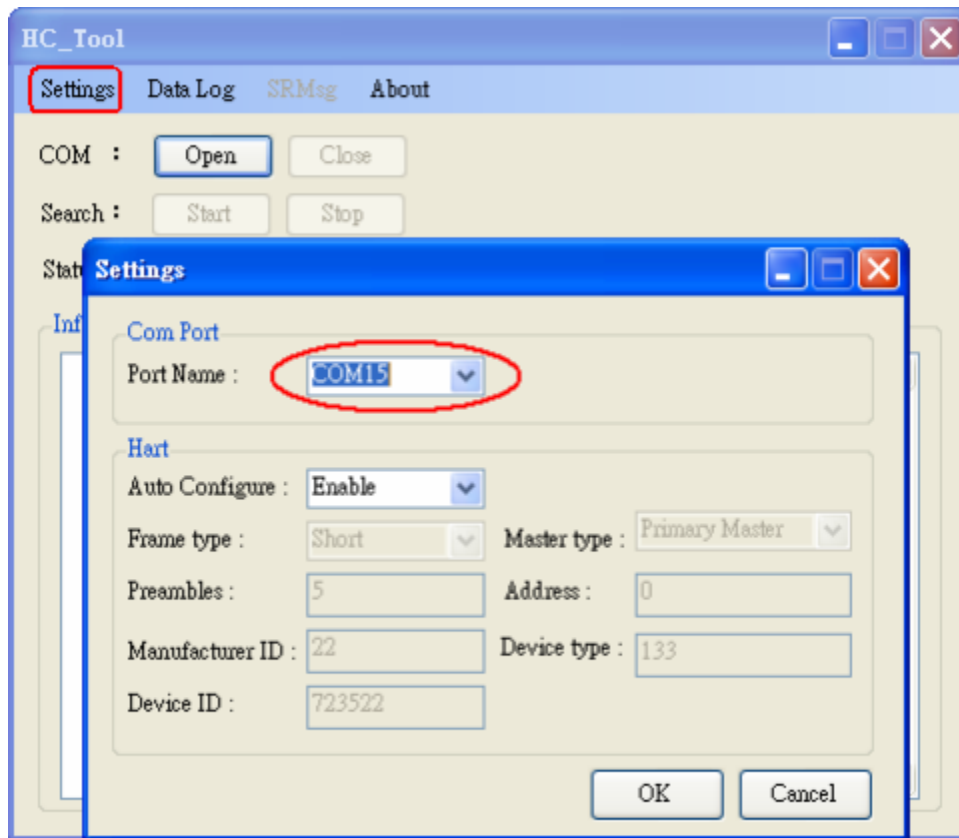 HC_Tool
Settings Data Log SRMsg About
COM : Open Close
Search : Start Stop
Settings
Com Port
Port Name : COM15
Hart
Auto Configure : Enable
Frame type : Short Master type : Primary Master
Preambles : 5 Address : 0
Manufacturer ID : 22 Device type : 133
Device ID : 723522
OK Cancel